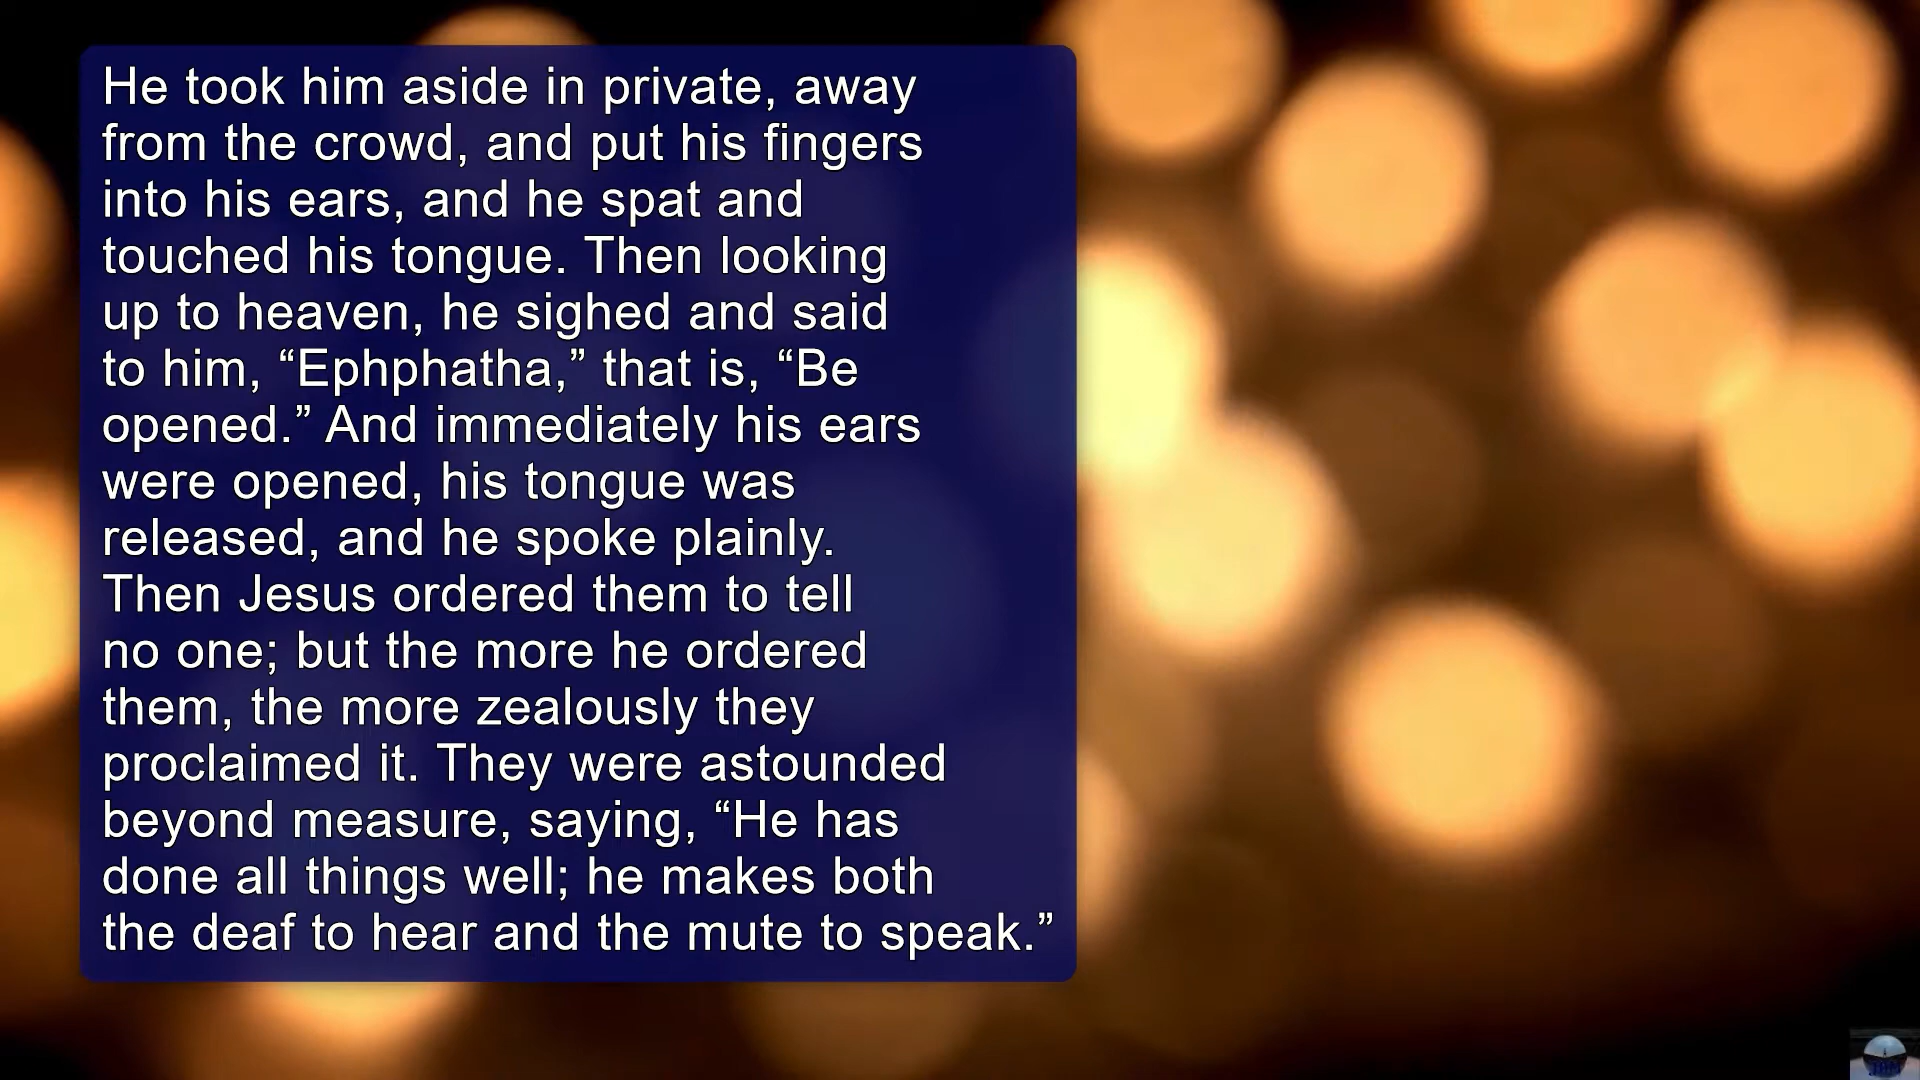 He took him aside in private, away
from the crowd, and put his fingers
into his ears, and he spat and
touched his tongue. Then looking
up to heaven, he sighed and said
to him, “Ephphatha,” that is, “Be
opened.” And immediately his ears
were opened, his tongue was
released, and he spoke plainly.
Then Jesus ordered them to tell
no one; but the more he ordered
them, the more zealously they
proclaimed it. They were astounded
beyond measure, saying, “He has
done all things well; he makes both
the deaf to hear and the mute to speak.”